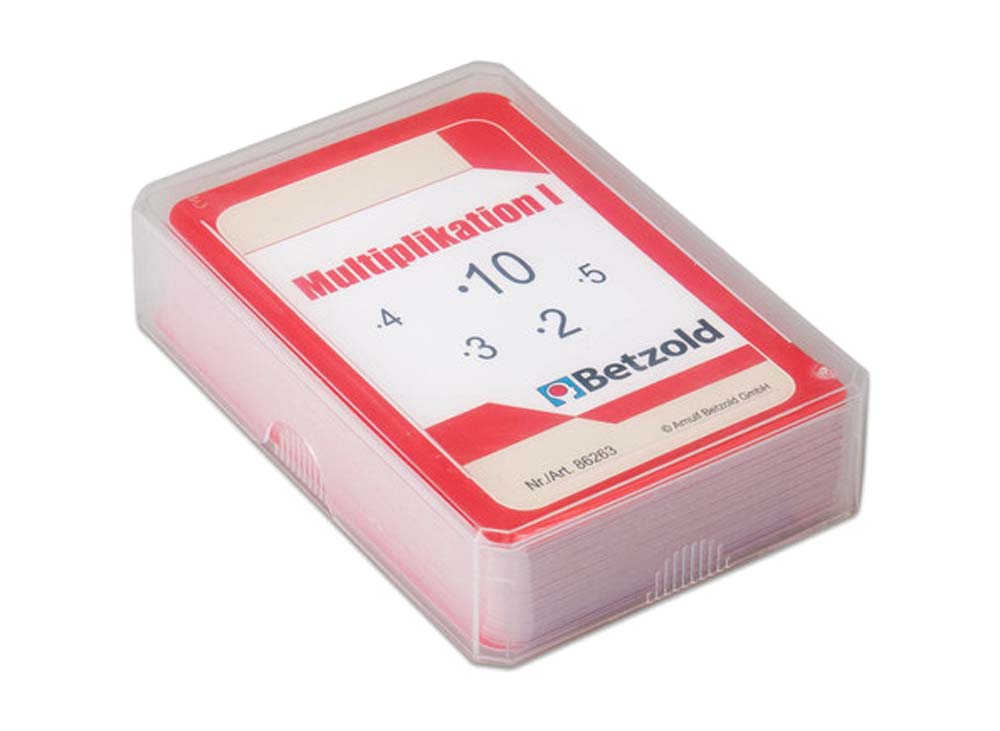 Multiplikation I
·10
·5
·4
·3
·2
Betzold
Nr./Art. 86263
© Arnulf Betzold GmbH